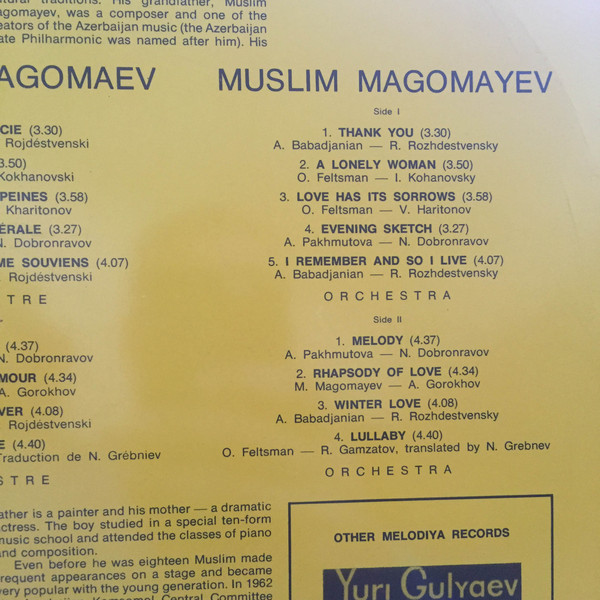 tural traditions. His grandfather, Muslim
agomayev, was a composer and one of the
eators of the Azerbaijan music (the Azerbaijan
ate Philharmonic was named after him). His
AGOMAEV
CIE (3.30)
Rojdéstvenski
3.50)
Kokhanovski
PEINES (3.58)
Kharitonov
ÉRALE (3.27)
N. Dobronravov
ME SOUVIENS (4.07)
Rojdéstvenski
TRE
(4.37)
N. Dobronravov
MOUR (4.34)
A. Gorokhov
VER (4.08)
Rojdéstvenski
E (4.40)
Traduction de N. Grébniev
STRE
MUSLIM MAGOMAYEV
Side I
1. THANK YOU (3.30)
A. Babadjanian — R. Rozhdestvensky
2. A LONELY WOMAN (3.50)
O. Feltsman — I. Kohanovsky
3. LOVE HAS ITS SORROWS (3.58)
O. Feltsman — V. Haritonov
4. EVENING SKETCH (3.27)
A. Pakhmutova — N. Dobronravov
5. I REMEMBER AND SO I LIVE (4.07)
A. Babadjanian — R. Rozhdestvensky
ORCHESTRA
Side II
1. MELODY (4.37)
A. Pakhmutova — N. Dobronravov
2. RHAPSODY OF LOVE (4.34)
M. Magomayev — A. Gorokhov
3. WINTER LOVE (4.08)
A. Babadjanian — R. Rozhdestvensky
4. LULLABY (4.40)
O. Feltsman — R. Gamzatov, translated by N. Grebnev
ORCHESTRA
ather is a painter and his mother — a dramatic
ctress. The boy studied in a special ten-form
music school and attended the classes of piano
and composition.
Even before he was eighteen Muslim made
requent appearances on a stage and became
very popular with the young generation. In 1962
Komsomol Central Committee
OTHER MELODIYA RECORDS
Yuri Gulyaev